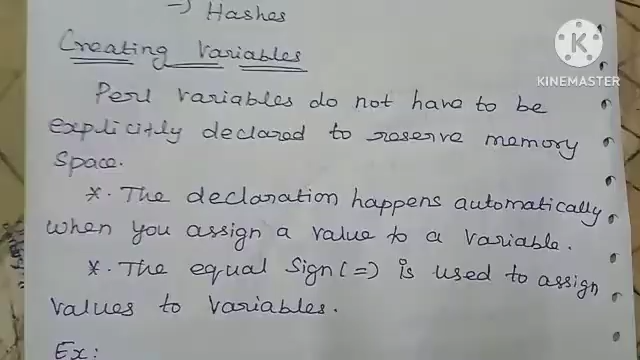 → Hashes
Creating Variables
Perl variables do not have to be
explicitly declared to reserve memory
Space.
*. The declaration happens automatically
when you assign a value to a variable.
*. The equal Sign (=) is used to assign
values to variables.
Ex:
K
KINEMASTER